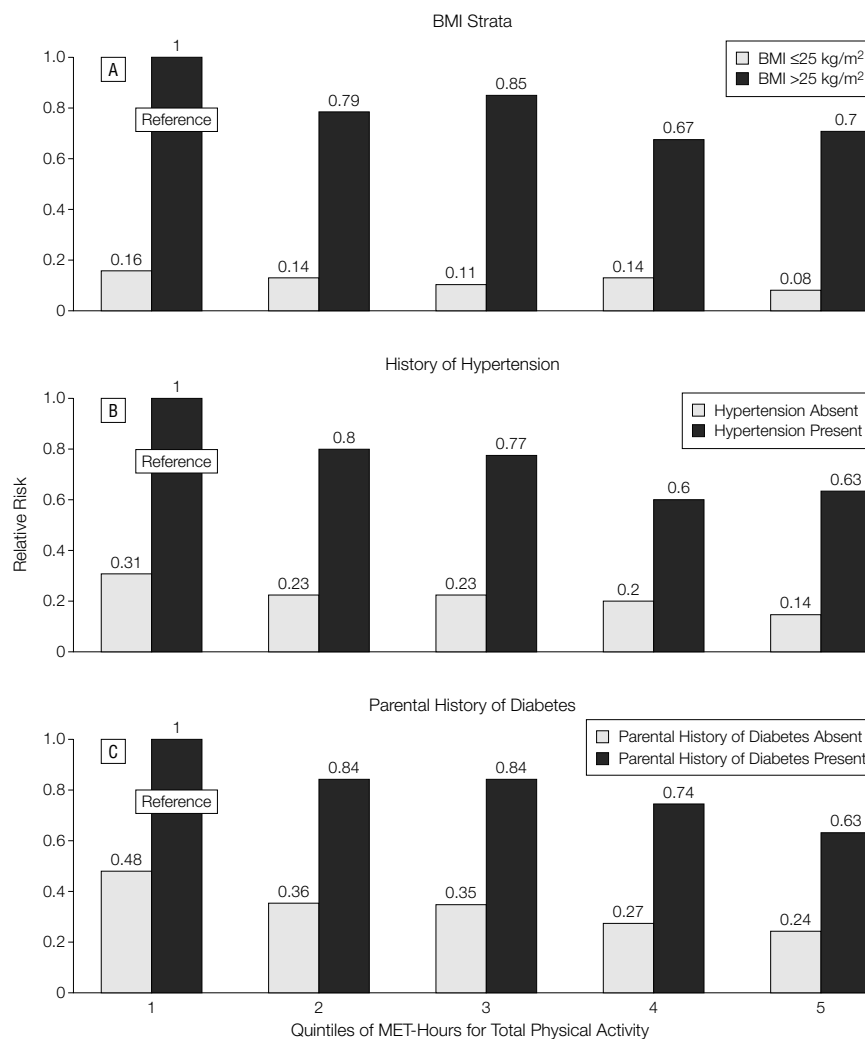 BMI Strata
1.0
0.8
0.6
0.4
0.2
0
A
Reference
BMI ≤25 kg/m2
BMI >25 kg/m2
0.16
1
0.14
0.79
0.11
0.85
0.14
0.67
0.08
0.7
History of Hypertension
1.0
0.8
0.6
0.4
0.2
0
B
Reference
Hypertension Absent
Hypertension Present
0.31
1
0.23
0.8
0.23
0.77
0.2
0.6
0.14
0.63
Relative Risk
Parental History of Diabetes
1.0
0.8
0.6
0.4
0.2
0
C
Reference
Parental History of Diabetes Absent
Parental History of Diabetes Present
0.48
1
0.36
0.84
0.35
0.84
0.27
0.74
0.24
0.63
1 2 3 4 5
Quintiles of MET-Hours for Total Physical Activity